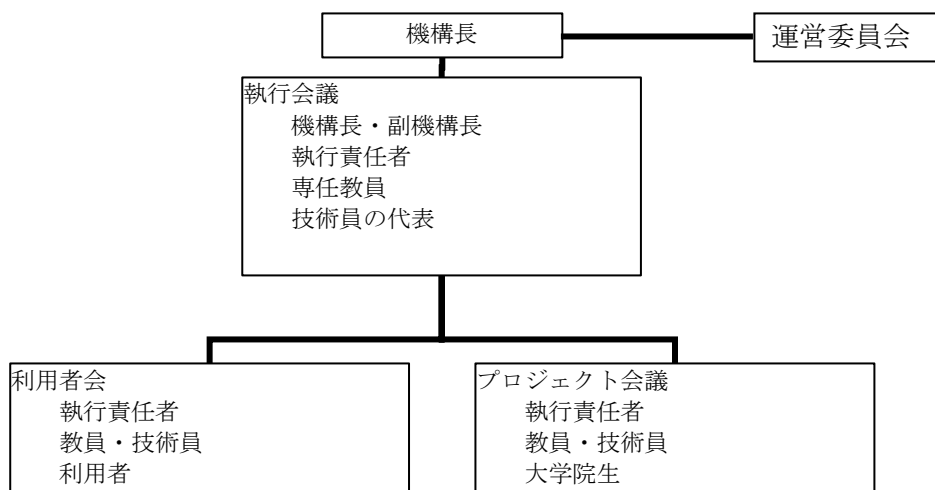 機構長
運営委員会
執行会議
機構長・副機構長
執行責任者
専任教員
技術員の代表
利用者会
執行責任者
教員・技術員
利用者
プロジェクト会議
執行責任者
教員・技術員
大学院生